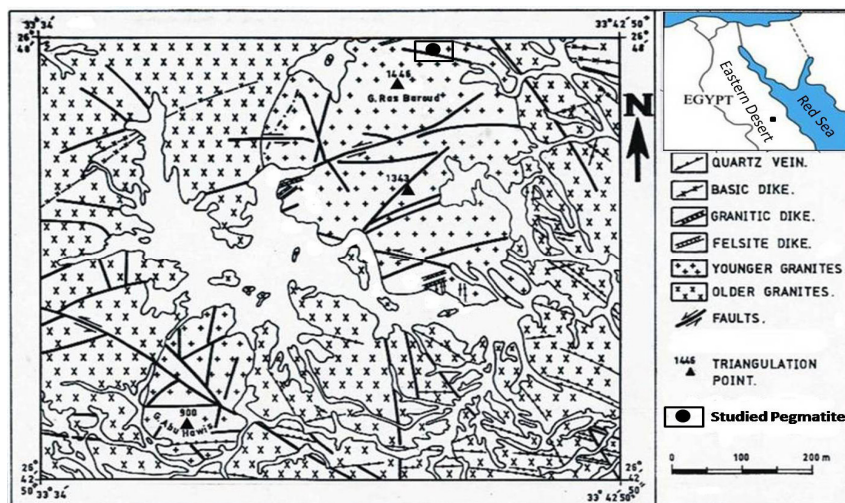 33° 34'
33° 42' 50"
26° 48'
26° 48'
1446
G. Ras Baroud
1343
900
G. Abu Hawis
26° 42' 50"
26° 42' 50"
33° 34'
33° 42' 50"
N
EGYPT
Eastern Desert
Red Sea
QUARTZ VEIN.
BASIC DIKE.
GRANITIC DIKE.
FELSITE DIKE.
YOUNGER GRANITES
OLDER GRANITES.
FAULTS.
1446
TRIANGULATION
POINT.
Studied Pegmatite
0 100 200 m